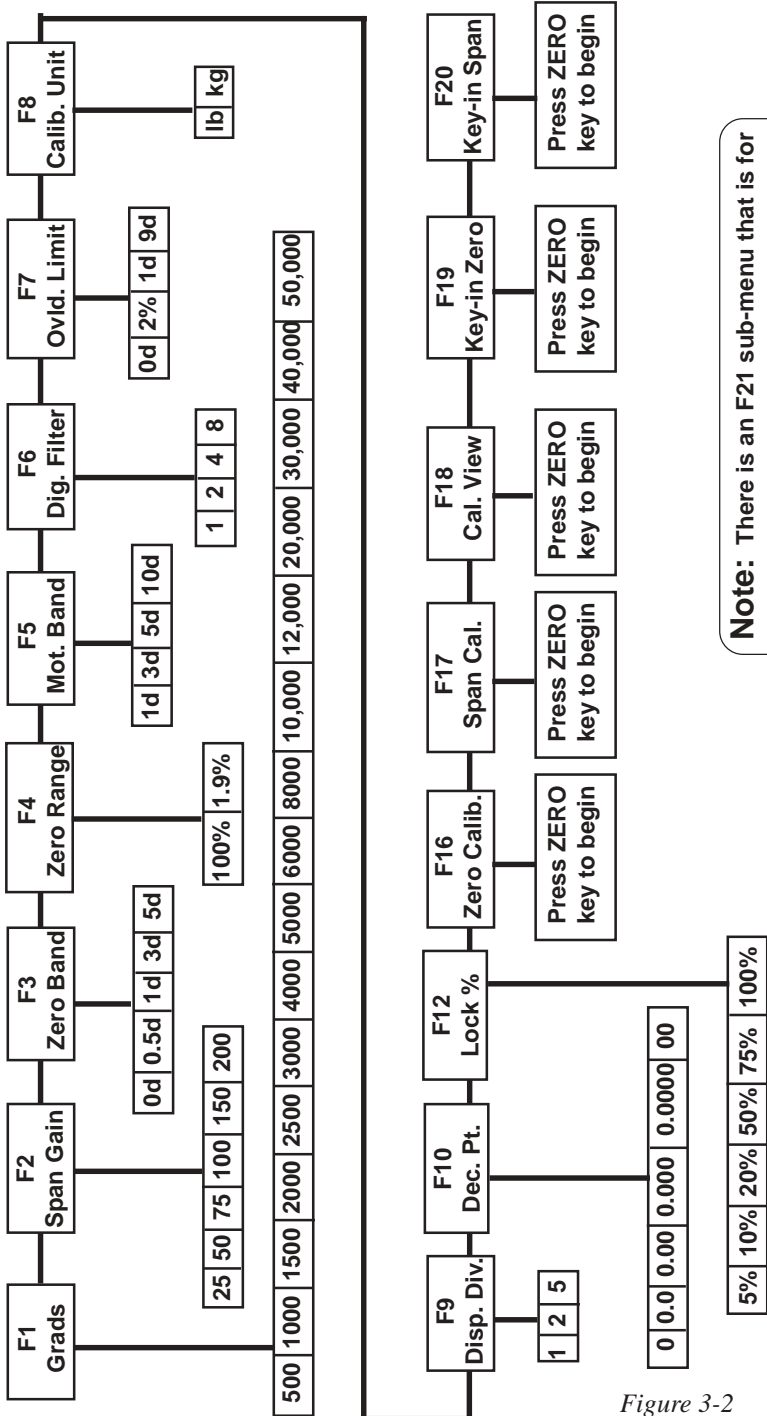 F1
Grads
500 1000 1500 2000 2500 3000 4000 5000 6000 8000 10,000 12,000 20,000 30,000 40,000 50,000
F2
Span Gain
25 50 75 100 150 200
F3
Zero Band
0d 0.5d 1d 3d 5d
F4
Zero Range
100% 1.9%
F5
Mot. Band
1d 3d 5d 10d
F6
Dig. Filter
1 2 4 8
F7
Ovld. Limit
0d 2% 1d 9d
F8
Calib. Unit
lb kg
F9
Disp. Div.
1 2 5
F10
Dec. Pt.
0 0.0 0.00 0.000 0.0000 00
F12
Lock %
5% 10% 20% 50% 75% 100%
F16
Zero Calib.
Press ZERO
key to begin
F17
Span Cal.
Press ZERO
key to begin
F18
Cal. View
Press ZERO
key to begin
F19
Key-in Zero
Press ZERO
key to begin
F20
Key-in Span
Press ZERO
key to begin
Note: There is an F21 sub-menu that is for
Figure 3-2